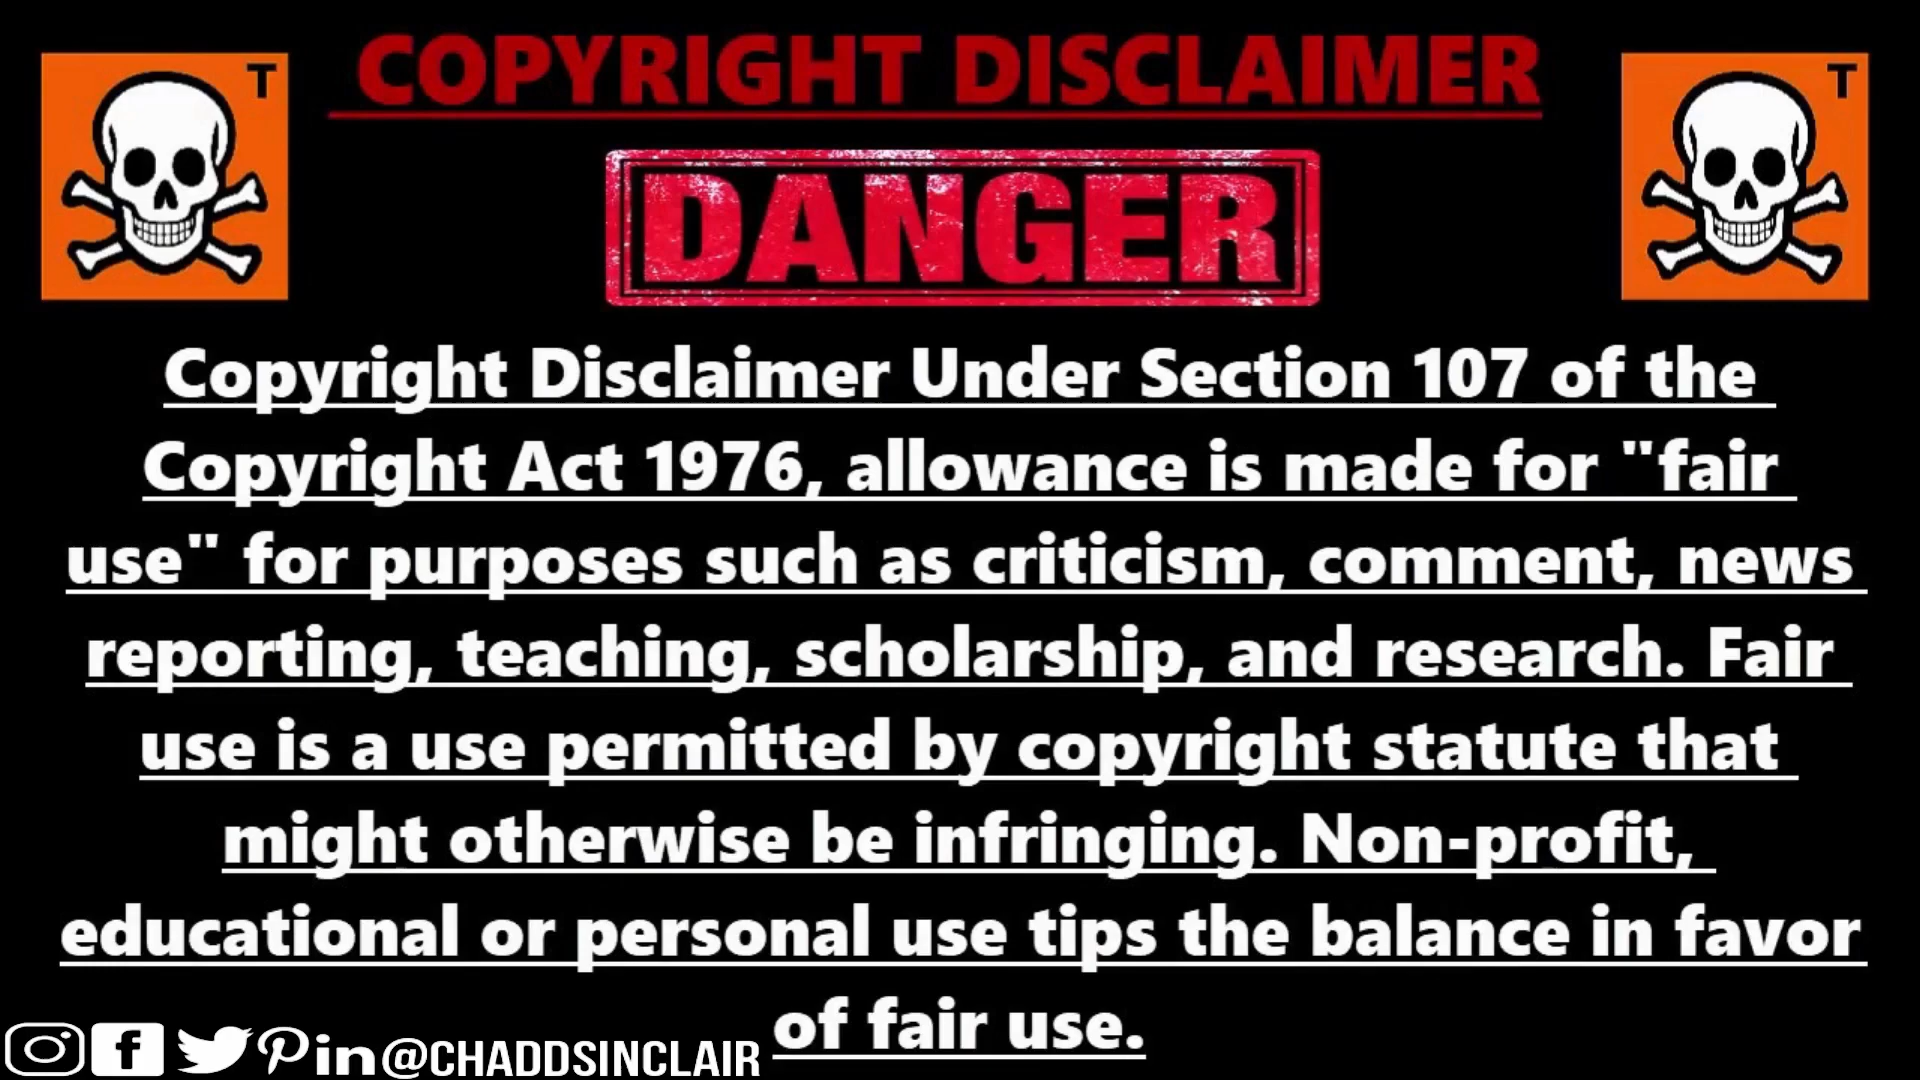 T
COPYRIGHT DISCLAIMER
T
DANGER
Copyright Disclaimer Under Section 107 of the
Copyright Act 1976, allowance is made for "fair
use" for purposes such as criticism, comment, news
reporting, teaching, scholarship, and research. Fair
use is a use permitted by copyright statute that
might otherwise be infringing. Non-profit,
educational or personal use tips the balance in favor
of fair use.
@CHADDSINCLAIR